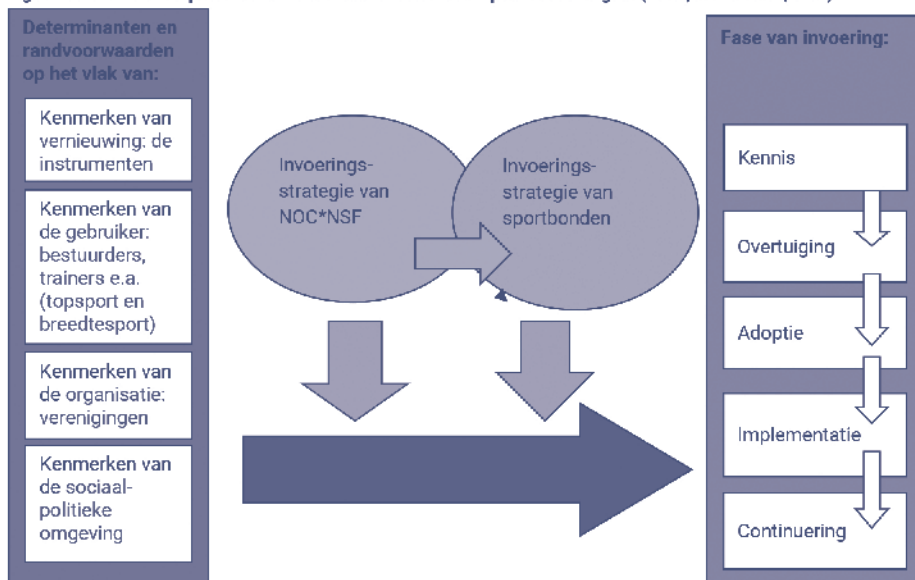 Determinanten en
randvoorwaarden
op het vlak van:
Kenmerken van
vernieuwing: de
instrumenten
Kenmerken van
de gebruiker:
bestuurders,
trainers e.a.
(topsport en
breedtesport)
Kenmerken van
de organisatie:
verenigingen
Kenmerken van
de sociaal-
politieke
omgeving
Invoerings-
strategie van
NOC*NSF
Invoerings-
strategie van
sportbonden
Fase van invoering:
Kennis
Overtuiging
Adoptie
Implementatie
Continuering